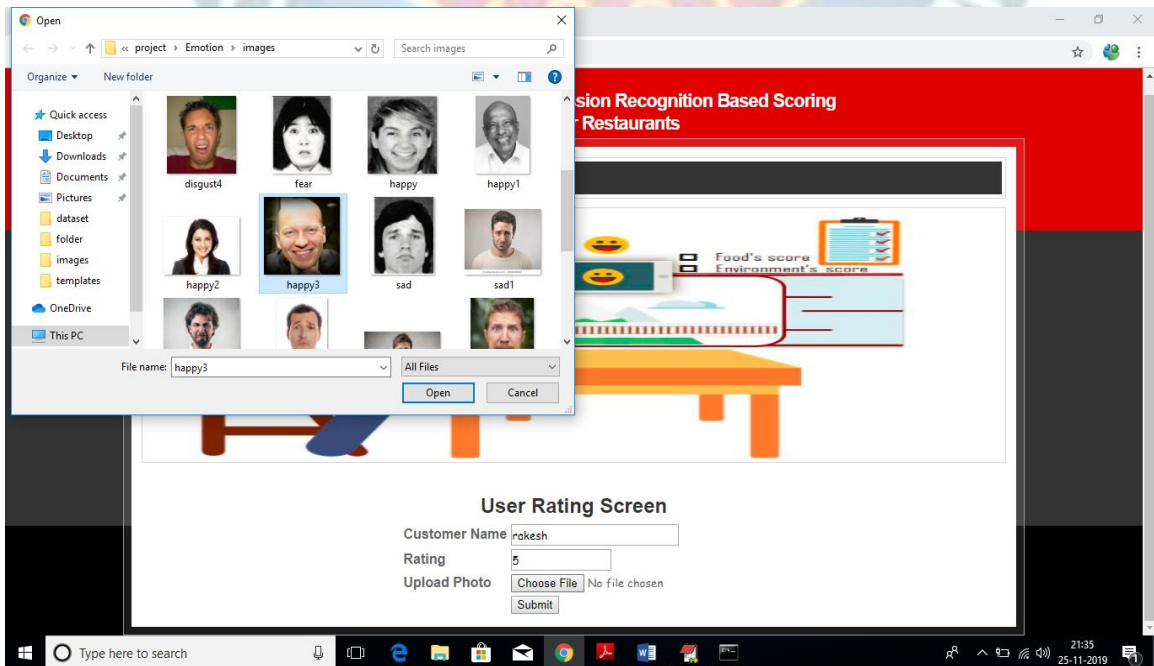 Open
project › Emotion › images
Search images
Organize
New folder
Quick access
Desktop
Downloads
Documents
Pictures
dataset
folder
images
templates
OneDrive
This PC
disgust4
fear
happy
happy1
happy2
happy3
sad
sad1
File name:
happy3
All Files
Open
Cancel
sion Recognition Based Scoring
Restaurants
Food's score
Environment's score
User Rating Screen
Customer Name rakesh
Rating 5
Upload Photo Choose File No file chosen
Submit
Type here to search
21:35
25-11-2019